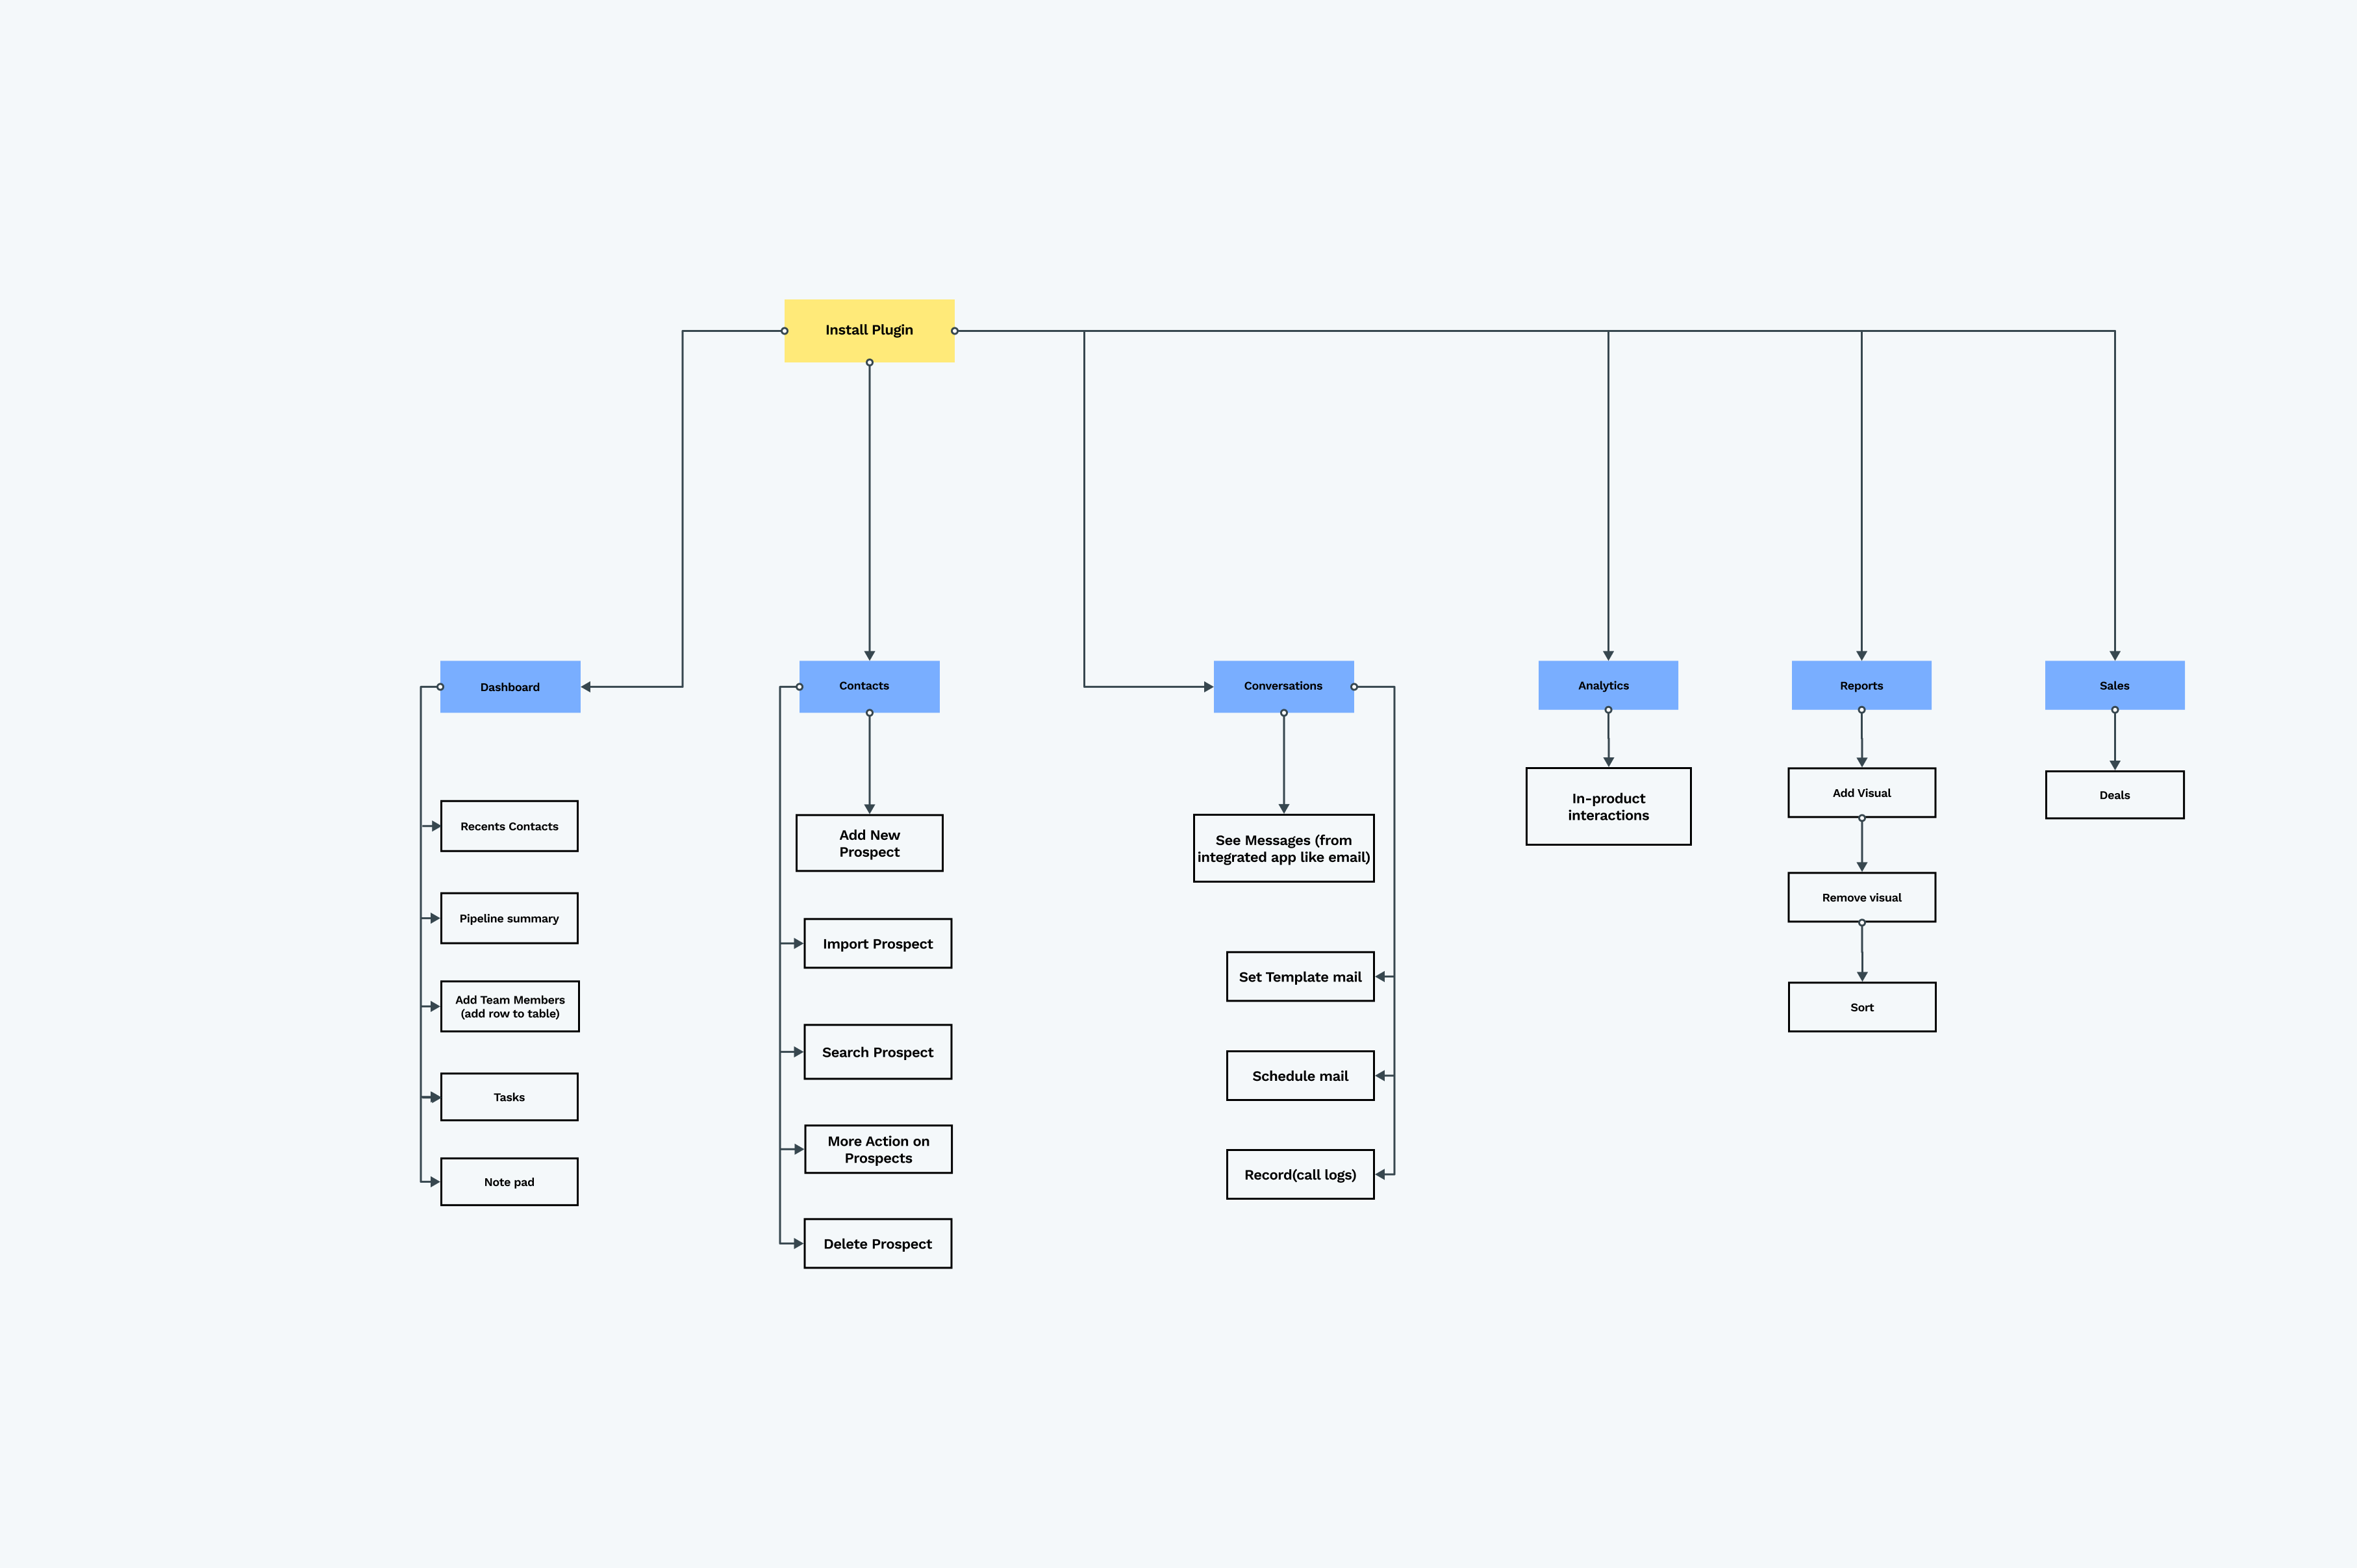 Install Plugin
Dashboard
Contacts
Conversations
Analytics
Reports
Sales
Recents Contacts
Pipeline summary
Add Team Members
(add row to table)
Tasks
Note pad
Add New
Prospect
Import Prospect
Search Prospect
More Action on
Prospects
Delete Prospect
See Messages (from
integrated app like email)
Set Template mail
Schedule mail
Record(call logs)
In-product
interactions
Add Visual
Remove visual
Sort
Deals